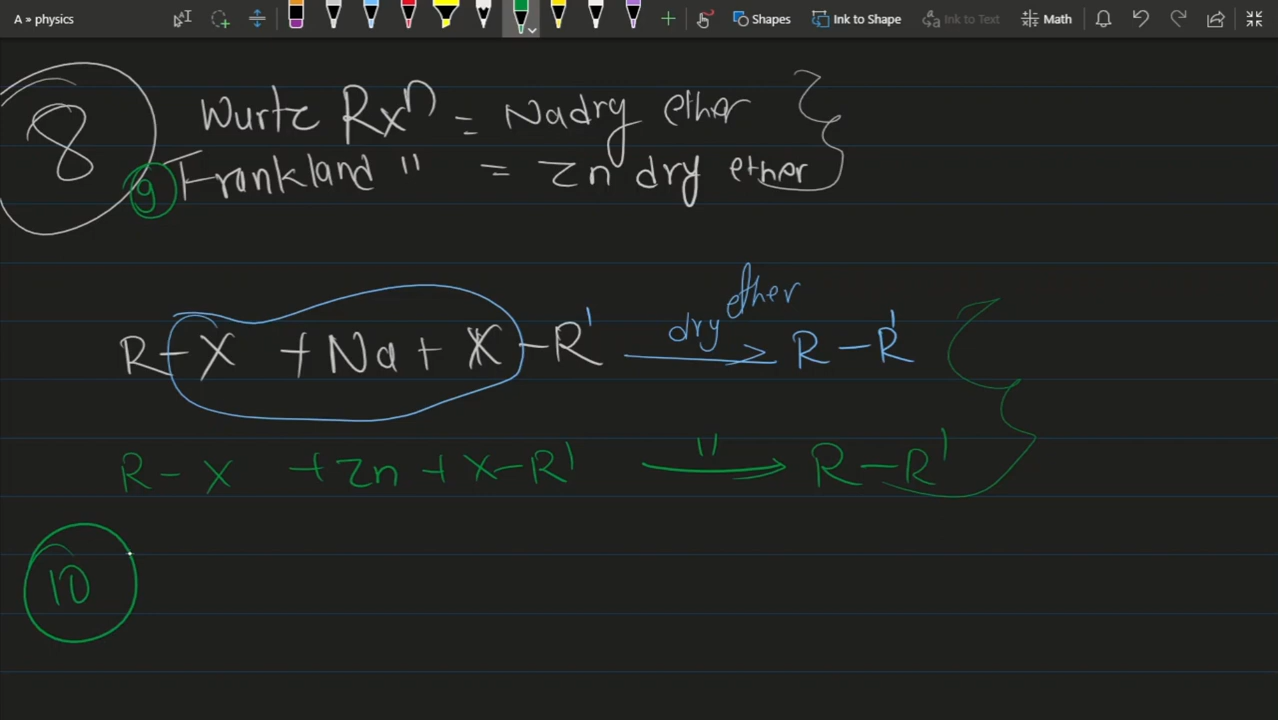 A » physics
Shapes
Ink to Shape
Ink to Text
Math
8 Wurtz Rxn = Na dry ether
9 Frankland " = Zn dry ether
R-X + Na + X-R' dry ether R-R'
R-X + Zn + X-R' " R-R'
10